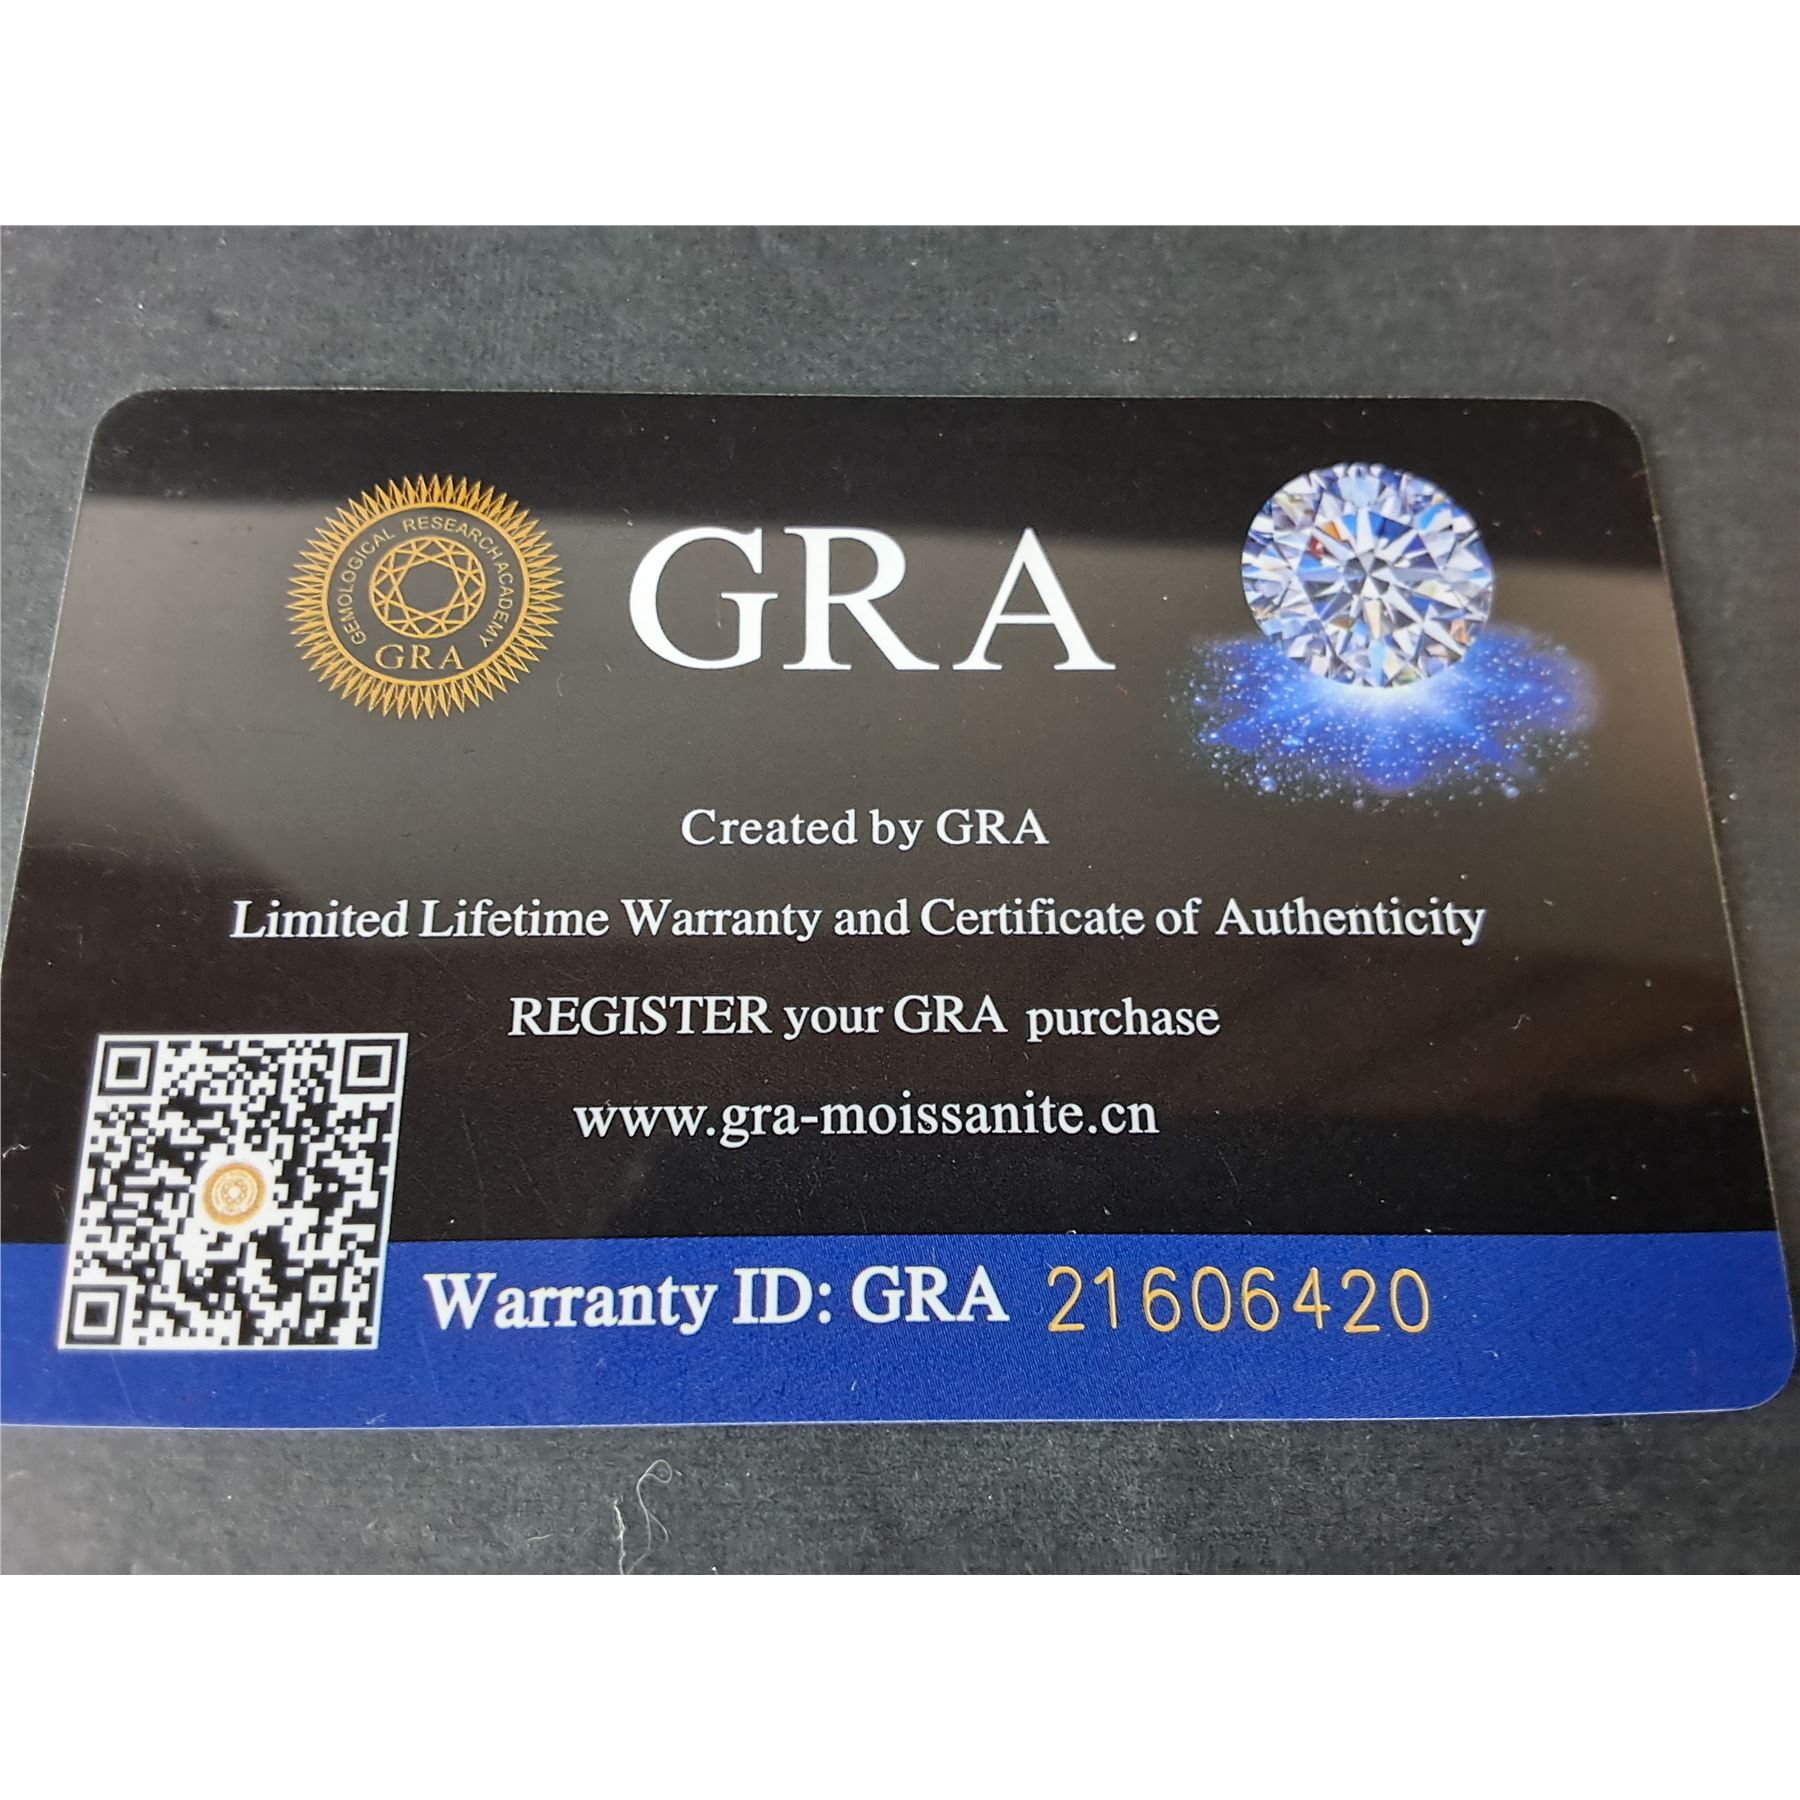 GEMOLOGICAL RESEARCH ACADEMY
GRA
GRA
Created by GRA
Limited Lifetime Warranty and Certificate of Authenticity
REGISTER your GRA purchase
www.gra-moissanite.cn
Warranty ID: GRA 21606420